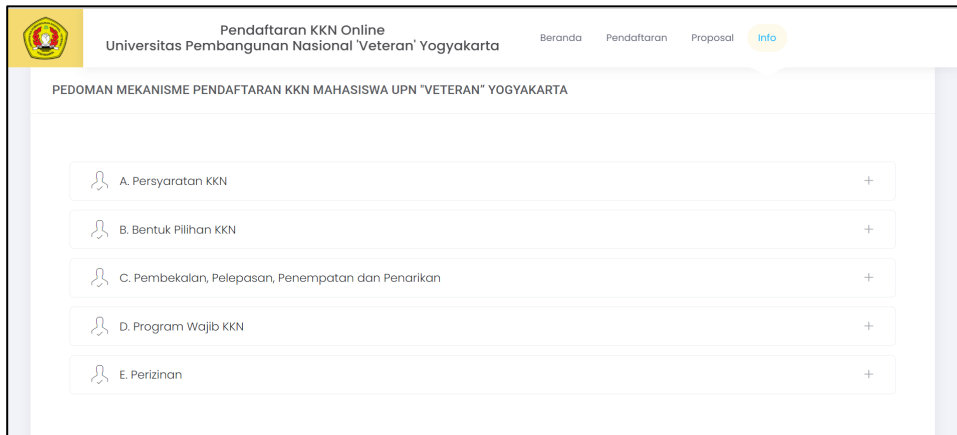 Pendaftaran KKN Online
Universitas Pembangunan Nasional 'Veteran' Yogyakarta
Beranda
Pendaftaran
Proposal
Info
PEDOMAN MEKANISME PENDAFTARAN KKN MAHASISWA UPN "VETERAN" YOGYAKARTA
A. Persyaratan KKN
B. Bentuk Pilihan KKN
C. Pembekalan, Pelepasan, Penempatan dan Penarikan
D. Program Wajib KKN
E. Perizinan